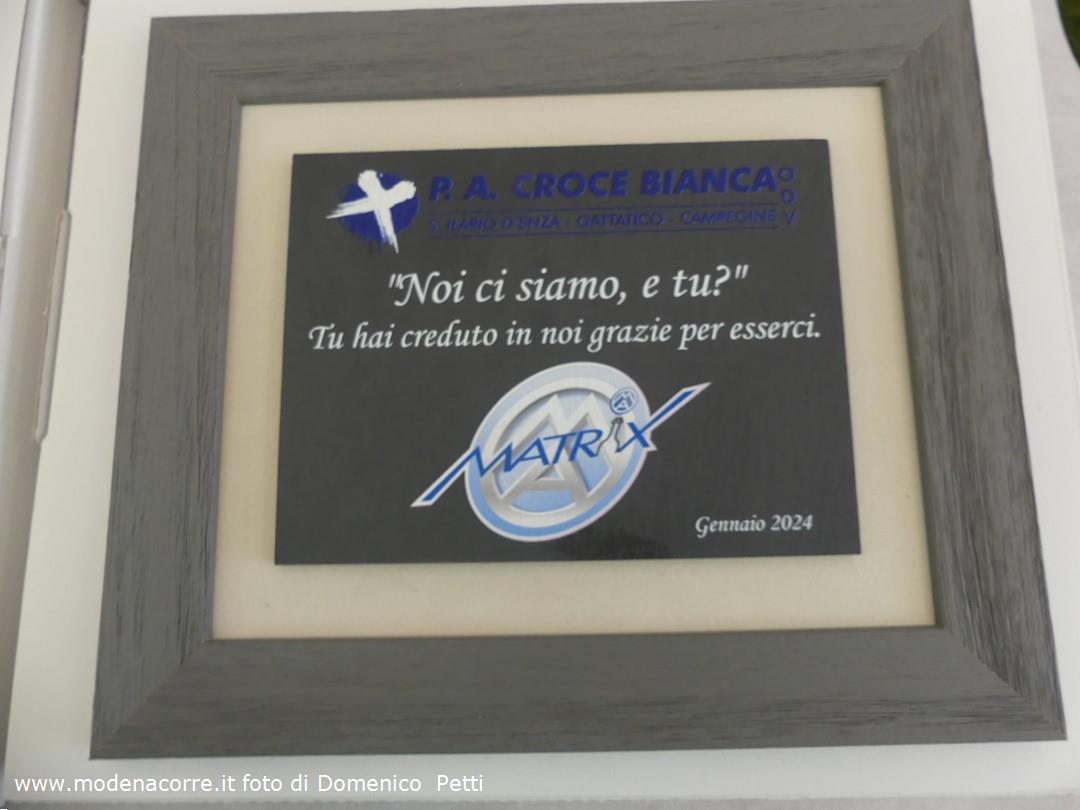 P. A. CROCE BIANCA ODV
S. ILARIO D'ENZA - GATTATICO - CAMPEGINE
"Noi ci siamo, e tu?"
Tu hai creduto in noi grazie per esserci.
MATRIX
Gennaio 2024
www.modenacorre.it foto di Domenico Petti